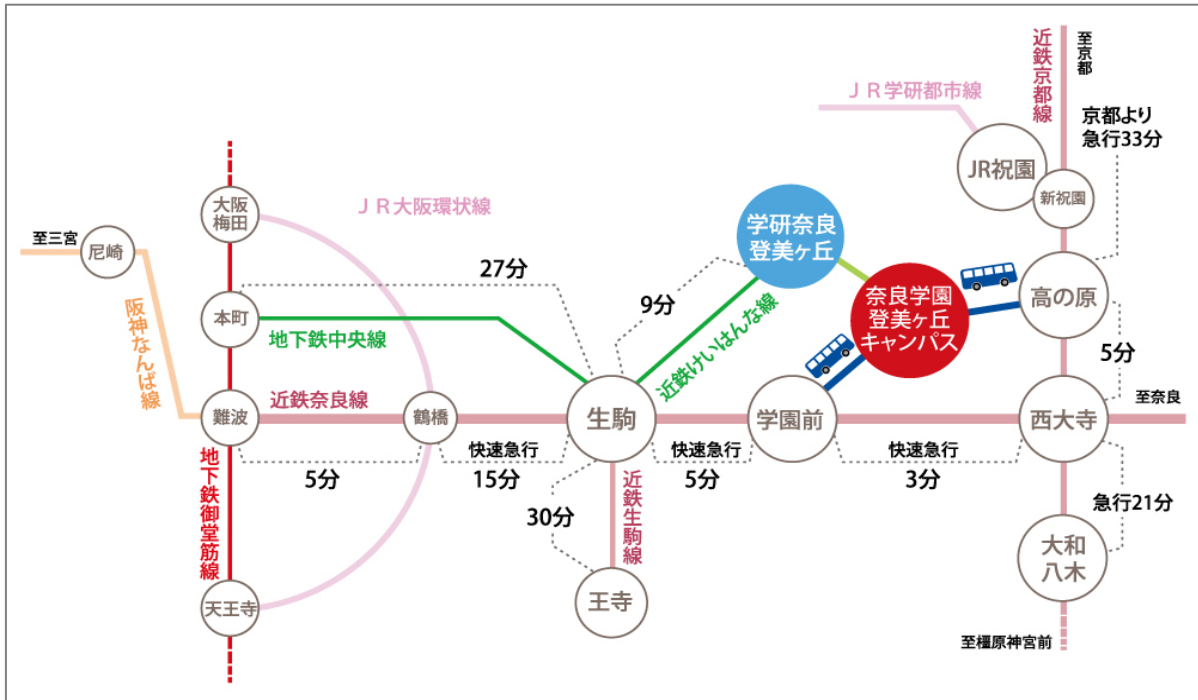 近鉄京都線
至京都
ＪＲ学研都市線
京都より
急行33分
JR祝園
新祝園
大阪
梅田
ＪＲ大阪環状線
学研奈良
登美ヶ丘
至三宮
尼崎
27分
9分
奈良学園
登美ヶ丘
キャンパス
高の原
本町
地下鉄中央線
阪神なんば線
近鉄けいはんな線
5分
難波
近鉄奈良線
鶴橋
生駒
学園前
西大寺
至奈良
快速急行
快速急行
快速急行
5分
15分
5分
3分
地下鉄御堂筋線
近鉄生駒線
30分
急行21分
大和
八木
天王寺
王寺
至橿原神宮前